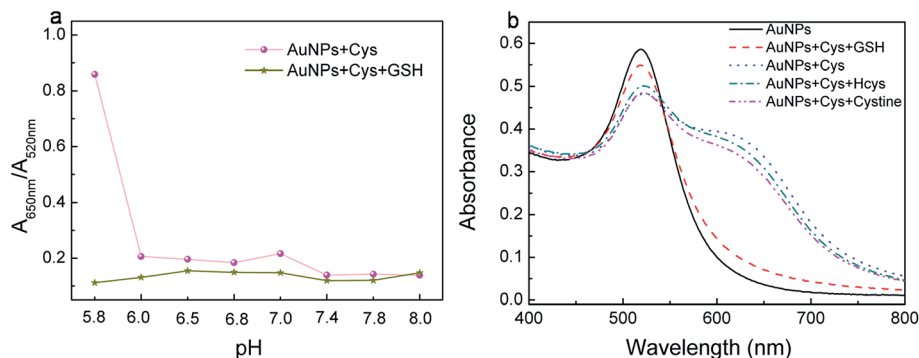 a
AuNPs+Cys
AuNPs+Cys+GSH
1.0
0.8
0.6
0.4
0.2
A650nm/A520nm
5.8 6.0 6.5 6.8 7.0 7.4 7.8 8.0
pH
b
AuNPs
AuNPs+Cys+GSH
AuNPs+Cys
AuNPs+Cys+Hcys
AuNPs+Cys+Cystine
0.6
0.5
0.4
0.3
0.2
0.1
0.0
Absorbance
400 500 600 700 800
Wavelength (nm)